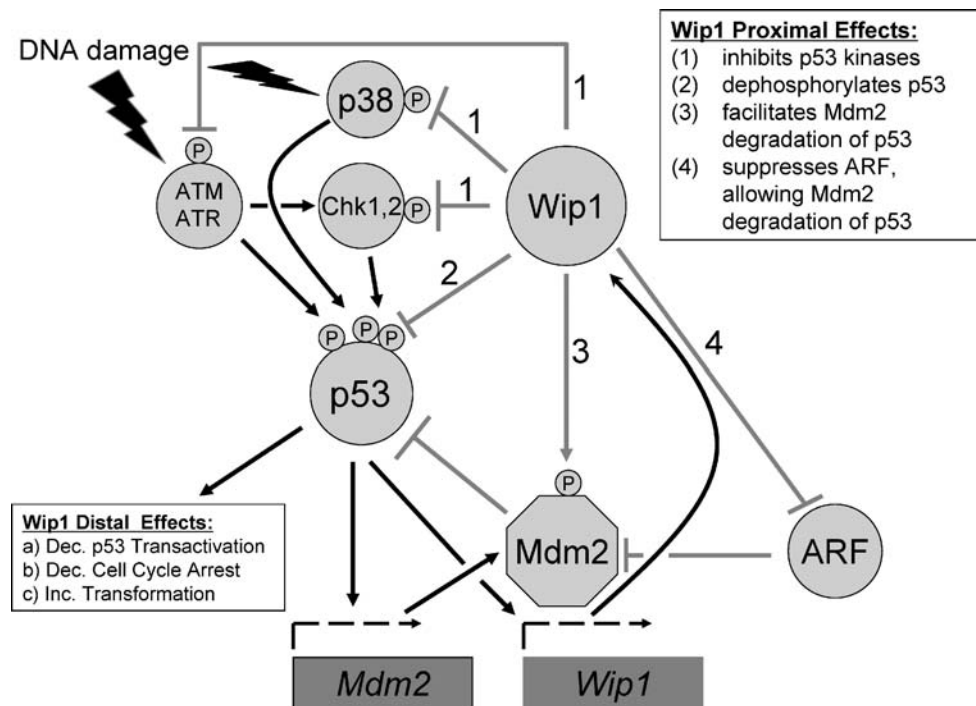 DNA damage
Wip1 Proximal Effects:
(1) inhibits p53 kinases
(2) dephosphorylates p53
(3) facilitates Mdm2
degradation of p53
(4) suppresses ARF,
allowing Mdm2
degradation of p53
1
p38
P
1
P
ATM
ATR
Chk1,2
P
1
Wip1
2
P
P
P
3
4
p53
P
Wip1 Distal Effects:
a) Dec. p53 Transactivation
b) Dec. Cell Cycle Arrest
c) Inc. Transformation
Mdm2
ARF
Mdm2
Wip1